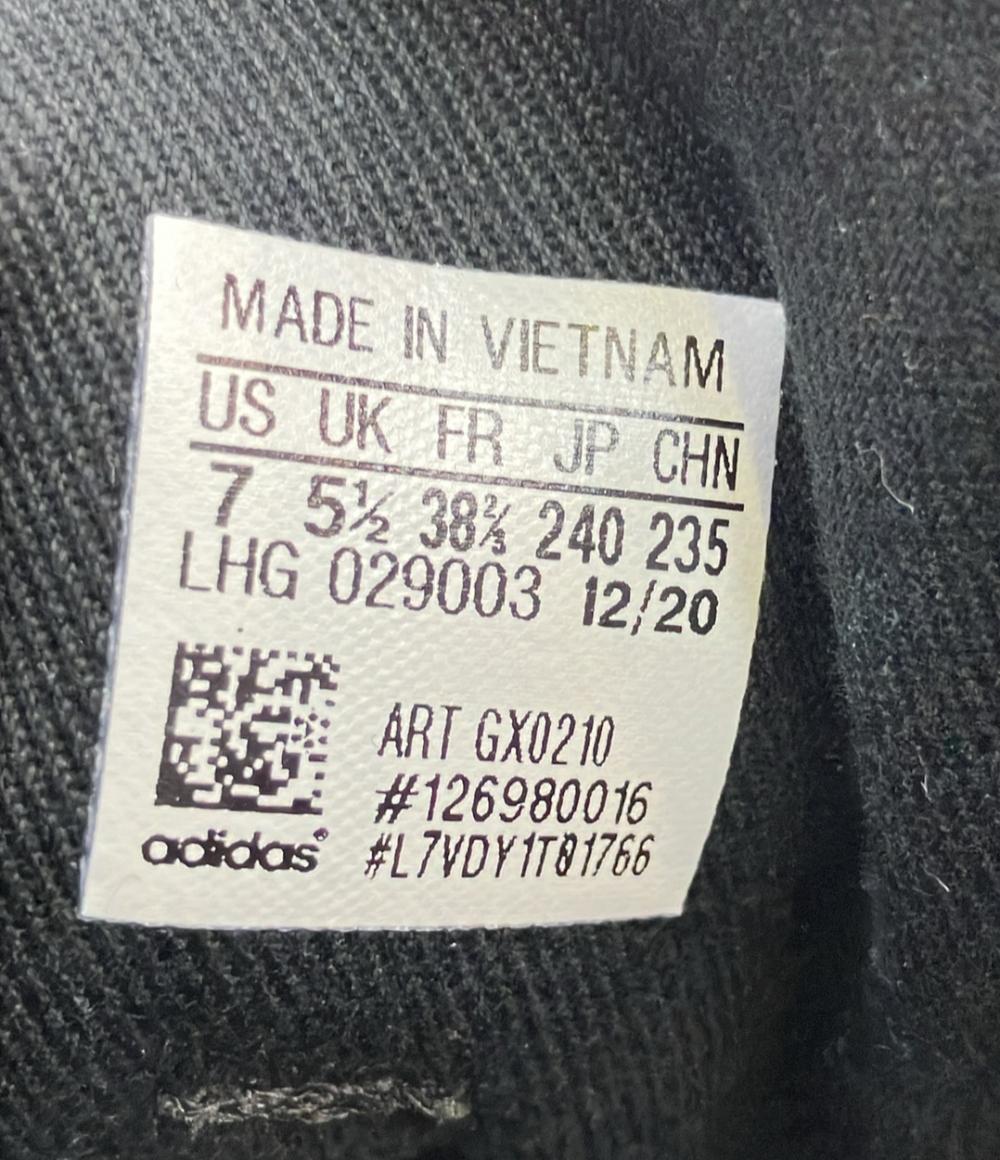 MADE IN VIETNAM
US UK FR JP CHN
7 5½ 38⅔ 240 235
LHG 029003 12/20
ART GX0210
#126980016
adidas® #L7VDY1T01766